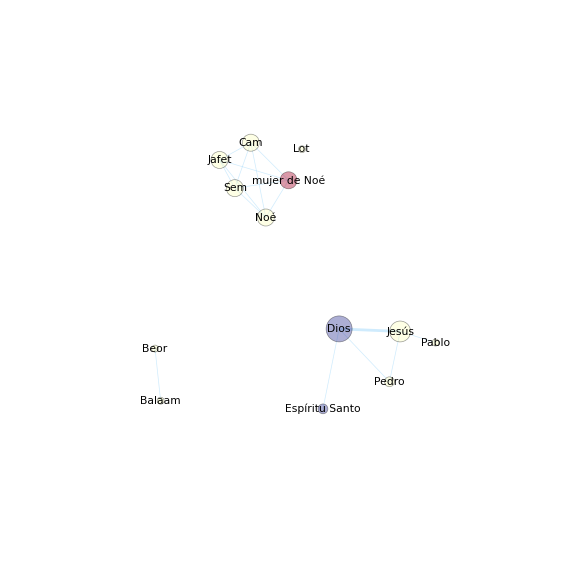 Cam
Lot
Jafet
mujer de Noé
Sem
Noé
Dios
Jesús
Pablo
Beor
Pedro
Balaam
Espíritu Santo